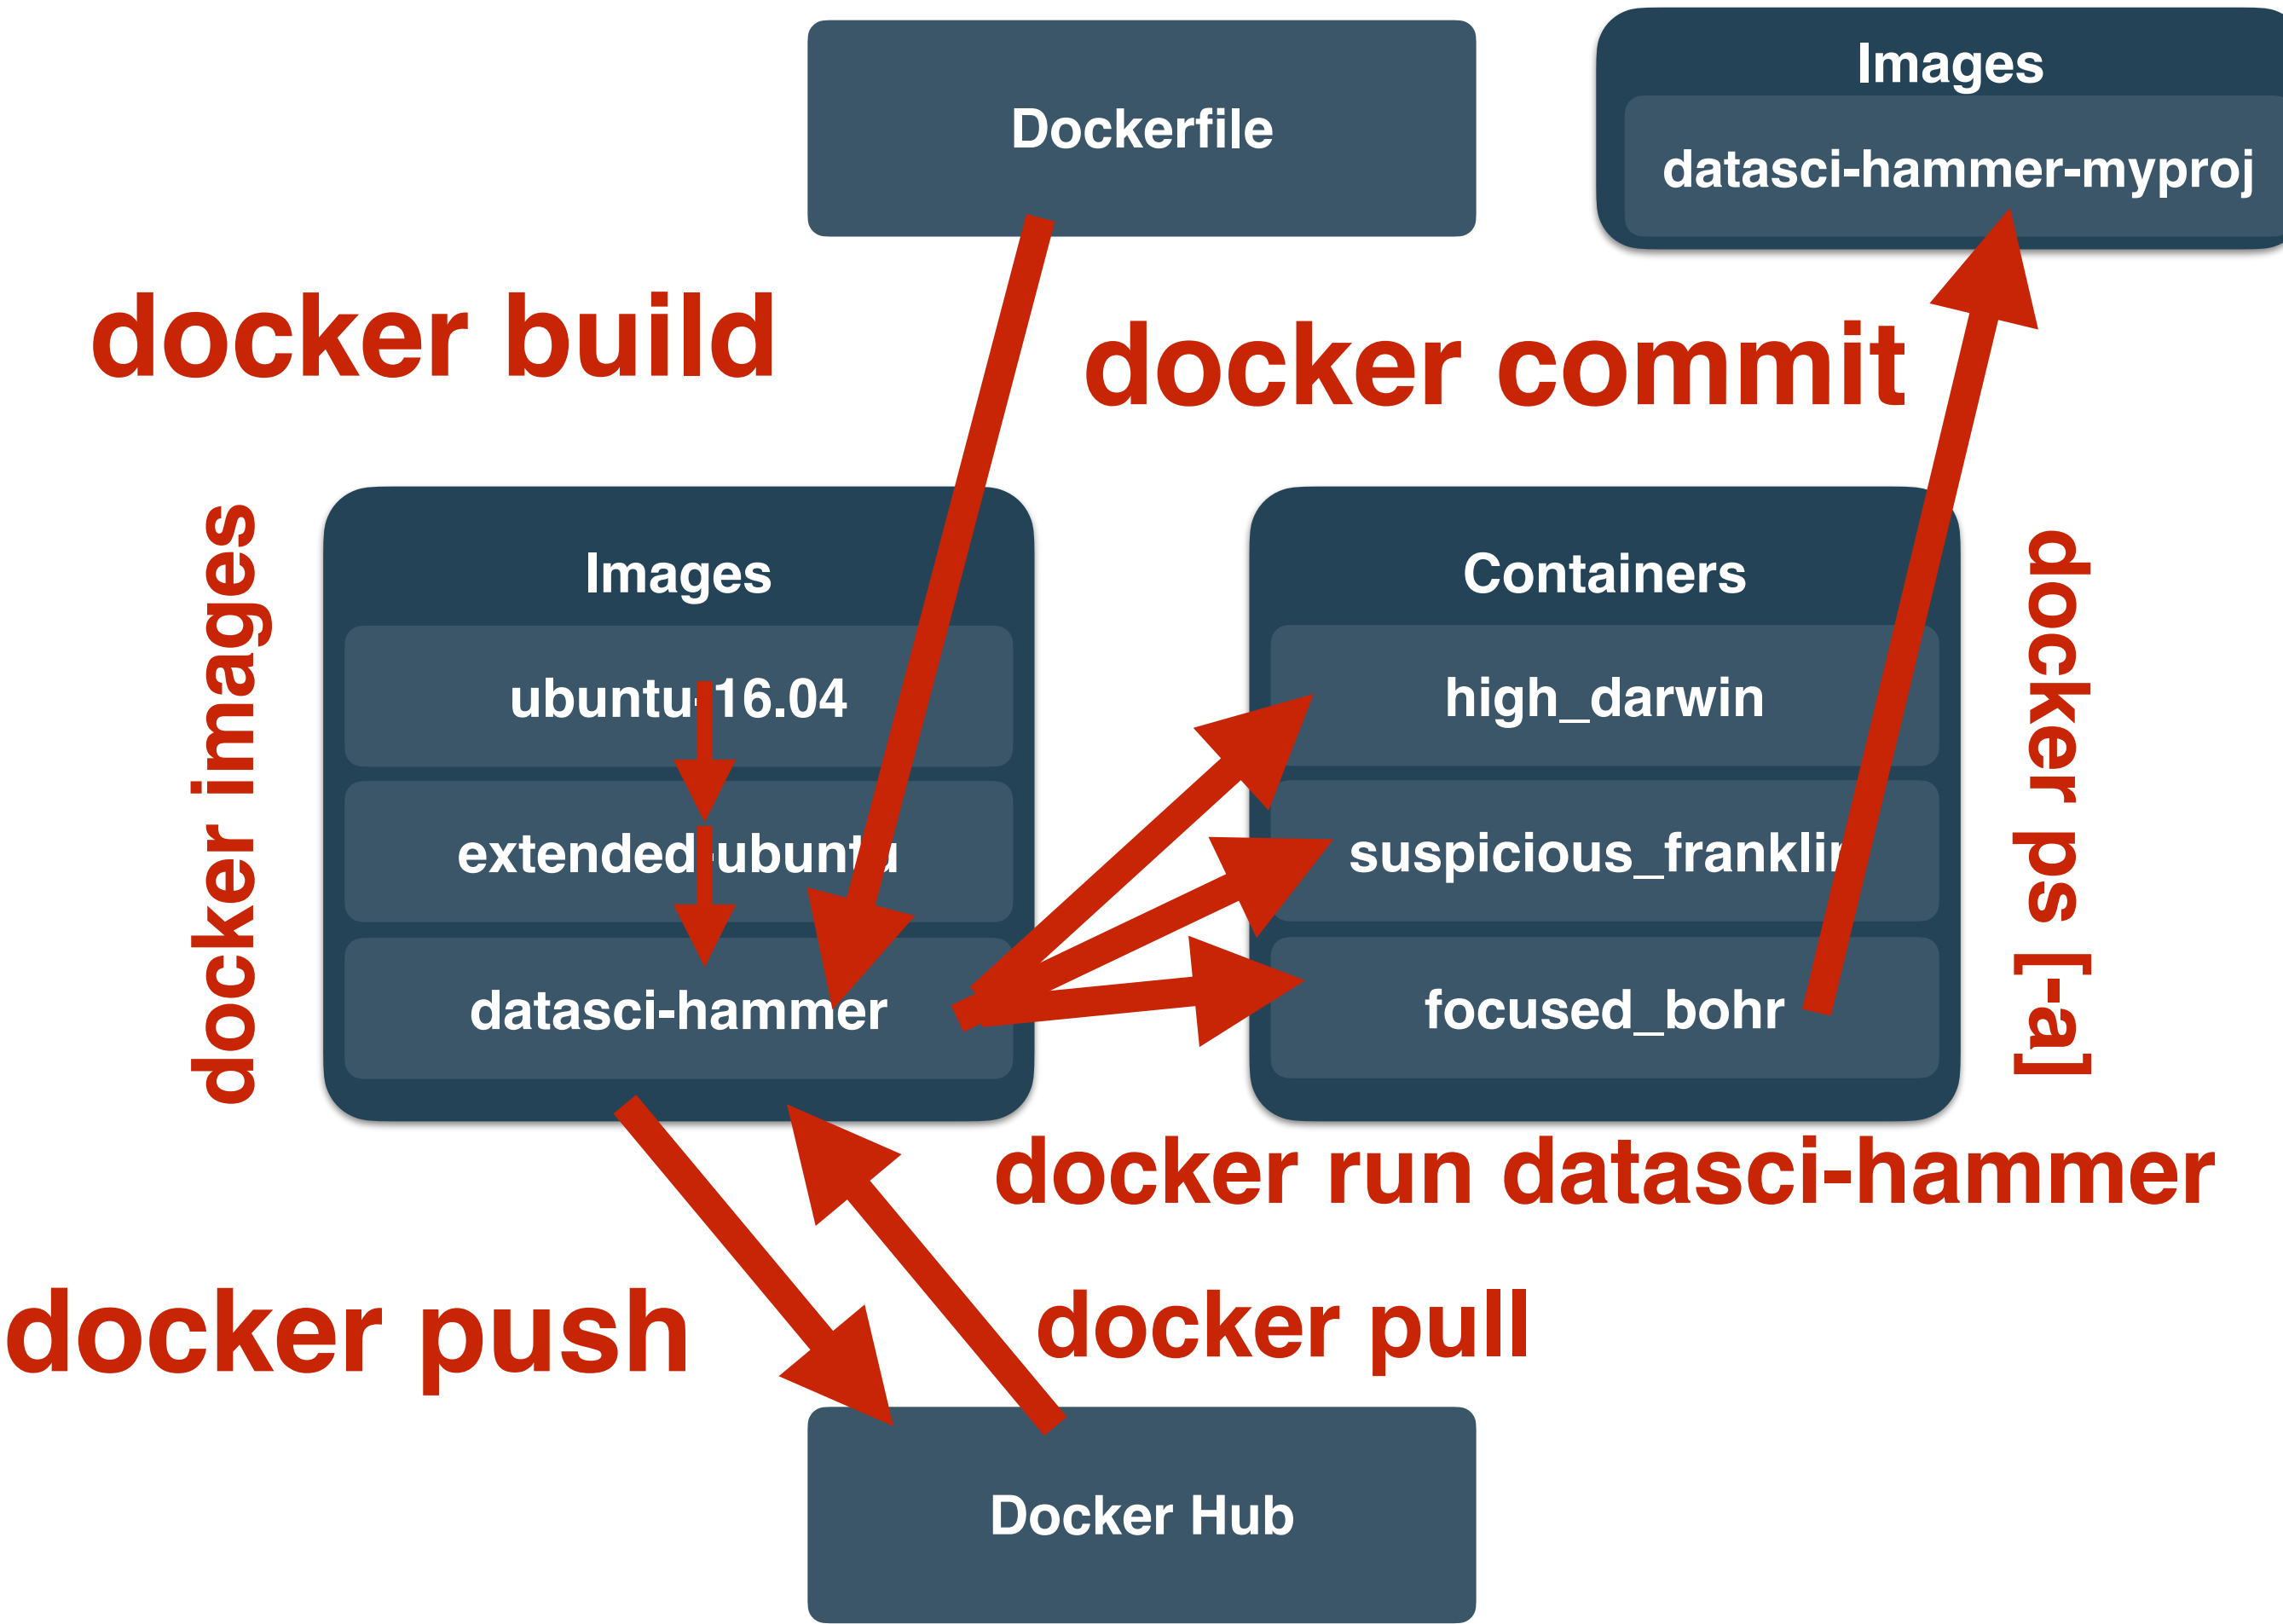 Dockerfile
Images
datasci-hammer-myproj
docker build
docker commit
docker images
Images
ubuntu-16.04
extended-ubuntu
datasci-hammer
Containers
high_darwin
suspicious_franklin
focused_bohr
docker ps [-a]
docker run datasci-hammer
docker push
docker pull
Docker Hub